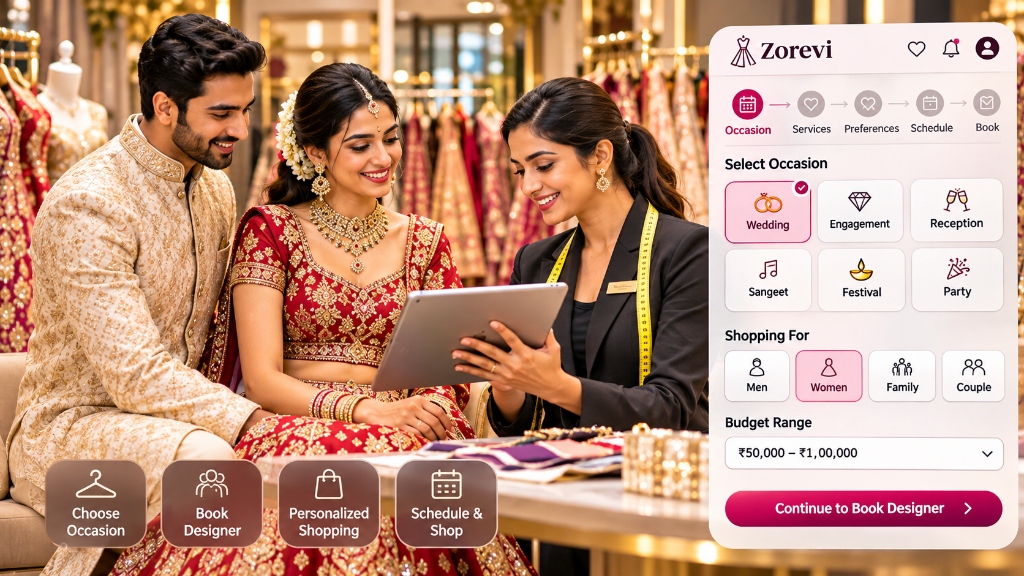 Zorevi
Occasion
Services
Preferences
Schedule
Book
Select Occasion
Wedding
Engagement
Reception
Sangeet
Festival
Party
Shopping For
Men
Women
Family
Couple
Budget Range
₹50,000 – ₹1,00,000
Continue to Book Designer
Choose
Occasion
Book
Designer
Personalized
Shopping
Schedule &
Shop